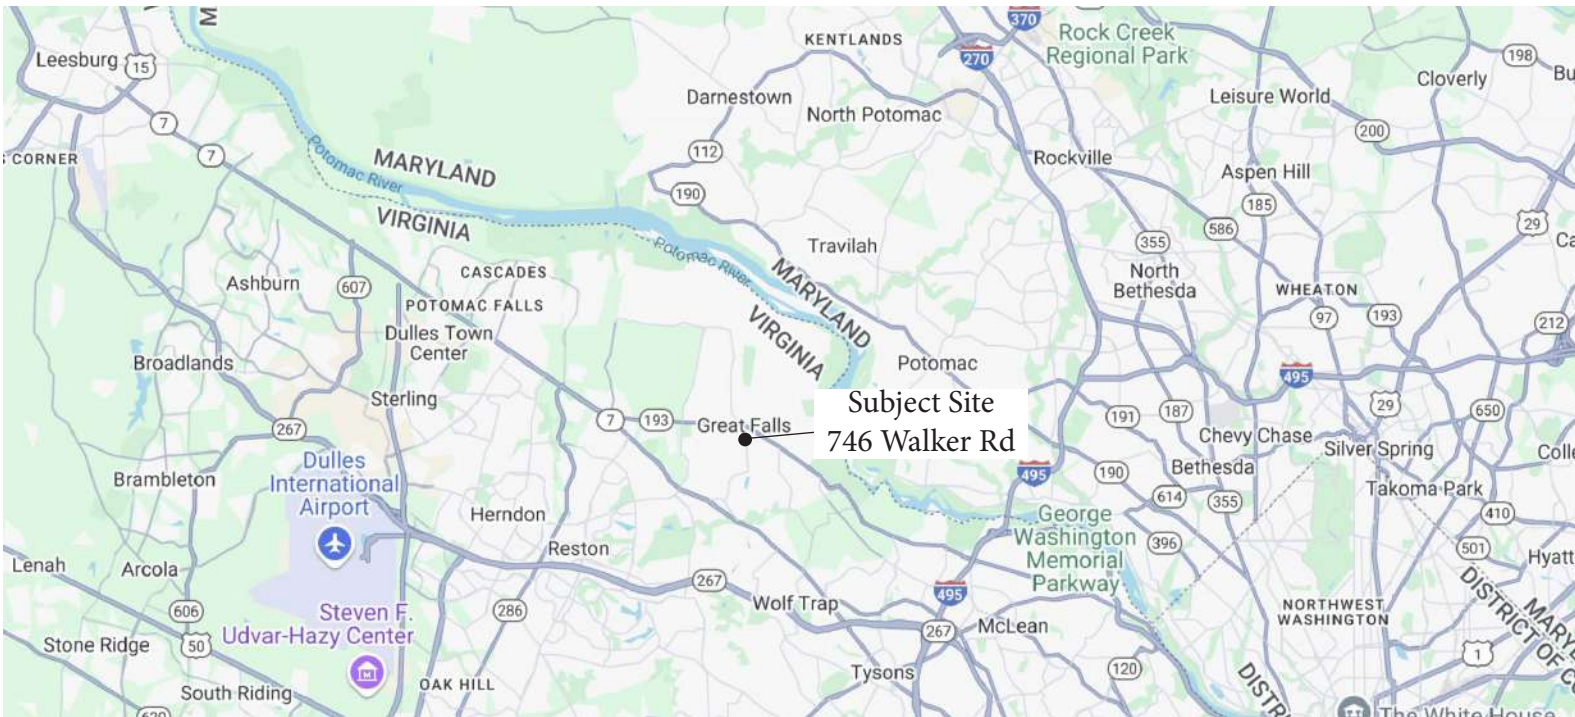 KENTLANDS
370
Rock Creek
Regional Park
270
198
Leesburg
15
Cloverly
Darnestown
North Potomac
Leisure World
7
200
7
112
Rockville
MARYLAND
Potomac River
Aspen Hill
190
VIRGINIA
185
29
586
355
Travilah
Potomac River
MARYLAND
North
Bethesda
CASCADES
Ashburn
607
WHEATON
POTOMAC FALLS
97
193
212
Dulles Town
Center
VIRGINIA
Broadlands
Potomac
495
Sterling
Subject Site
746 Walker Rd
29
650
191
187
7
193
Great Falls
267
Chevy Chase
Silver Spring
Dulles
International
Airport
Brambleton
495
190
Bethesda
Takoma Park
614
355
410
Herndon
George
Washington
Memorial
Parkway
396
501
Reston
Lenah
Arcola
267
495
606
286
Wolf Trap
Steven F.
Udvar-Hazy Center
NORTHWEST
WASHINGTON
DISTRICT OF
Stone Ridge
50
267
McLean
1
Tysons
120
OAK HILL
South Riding
The White House